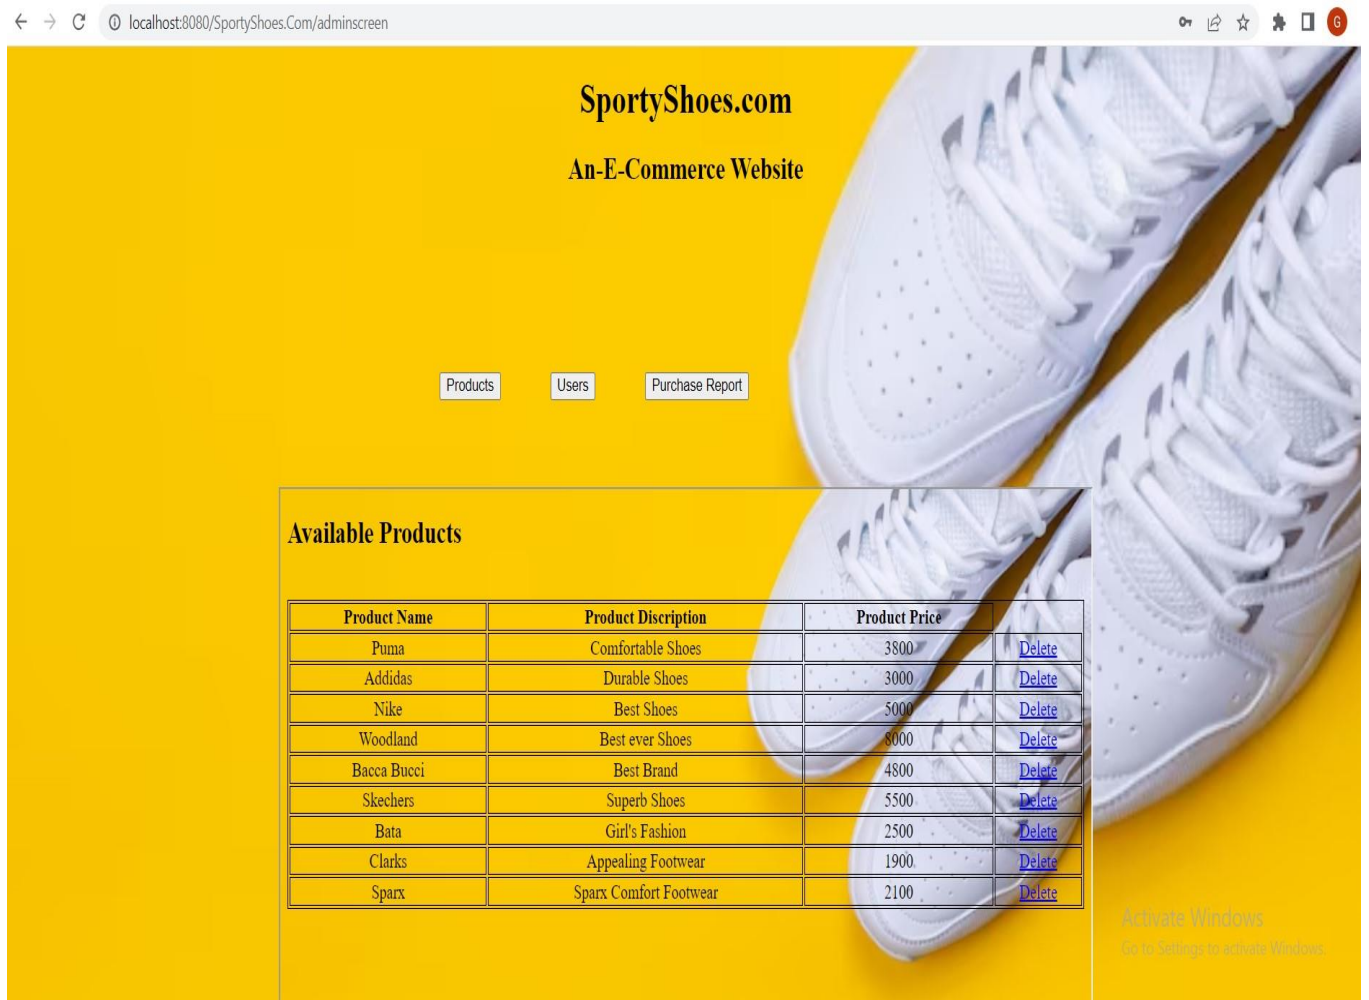 localhost:8080/SportyShoes.Com/adminscreen
G
SportyShoes.com
An-E-Commerce Website
Products Users Purchase Report
Available Products
Product Name Product Discription Product Price
Puma Comfortable Shoes 3800 Delete
Addidas Durable Shoes 3000 Delete
Nike Best Shoes 5000 Delete
Woodland Best ever Shoes 8000 Delete
Bacca Bucci Best Brand 4800 Delete
Skechers Superb Shoes 5500 Delete
Bata Girl's Fashion 2500 Delete
Clarks Appealing Footwear 1900 Delete
Sparx Sparx Comfort Footwear 2100 Delete
Activate Windows
Go to Settings to activate Windows.